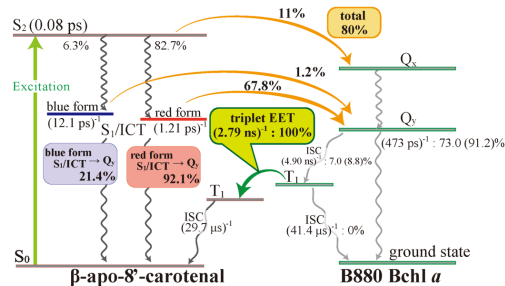 S₂ (0.08 ps)
11%
total
80%
6.3%
82.7%
Qₓ
1.2%
67.8%
Excitation
blue form
(12.1 ps)⁻¹
red form
(1.21 ps)⁻¹
S₁/ICT
triplet EET
(2.79 ns)⁻¹ : 100%
Qᵧ
(473 ps)⁻¹ : 73.0 (91.2)%
blue form
S₁/ICT → Qᵧ
21.4%
red form
S₁/ICT → Qᵧ
92.1%
ISC
(4.90 ns)⁻¹ : 7.0 (8.8)%
T₁
T₁
ISC
(29.7 μs)⁻¹
ISC
(41.4 μs)⁻¹ : 0%
S₀
ground state
β-apo-8'-carotenal
B880 Bchl a